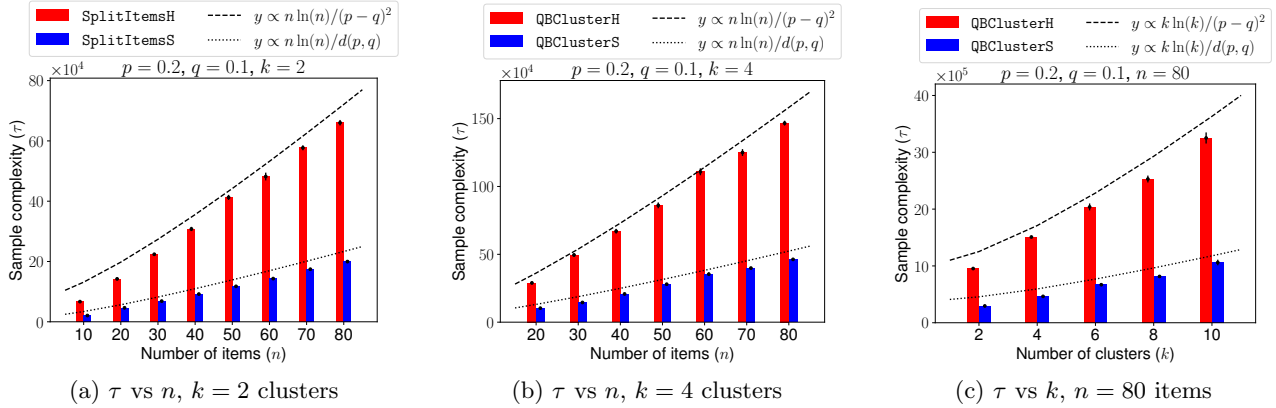 SplitItemsH
SplitItemsS
y ∝ n ln(n)/(p − q)²
y ∝ n ln(n)/d(p, q)
×10⁴
p = 0.2, q = 0.1, k = 2
80
60
40
20
0
Sample complexity (τ)
10 20 30 40 50 60 70 80
Number of items (n)
(a) τ vs n, k = 2 clusters
QBClusterH
QBClusterS
y ∝ n ln(n)/(p − q)²
y ∝ n ln(n)/d(p, q)
×10⁴
p = 0.2, q = 0.1, k = 4
150
100
50
0
Sample complexity (τ)
20 30 40 50 60 70 80
Number of items (n)
(b) τ vs n, k = 4 clusters
QBClusterH
QBClusterS
y ∝ k ln(k)/(p − q)²
y ∝ k ln(k)/d(p, q)
×10⁵
p = 0.2, q = 0.1, n = 80
40
30
20
10
0
Sample complexity (τ)
2 4 6 8 10
Number of clusters (k)
(c) τ vs k, n = 80 items